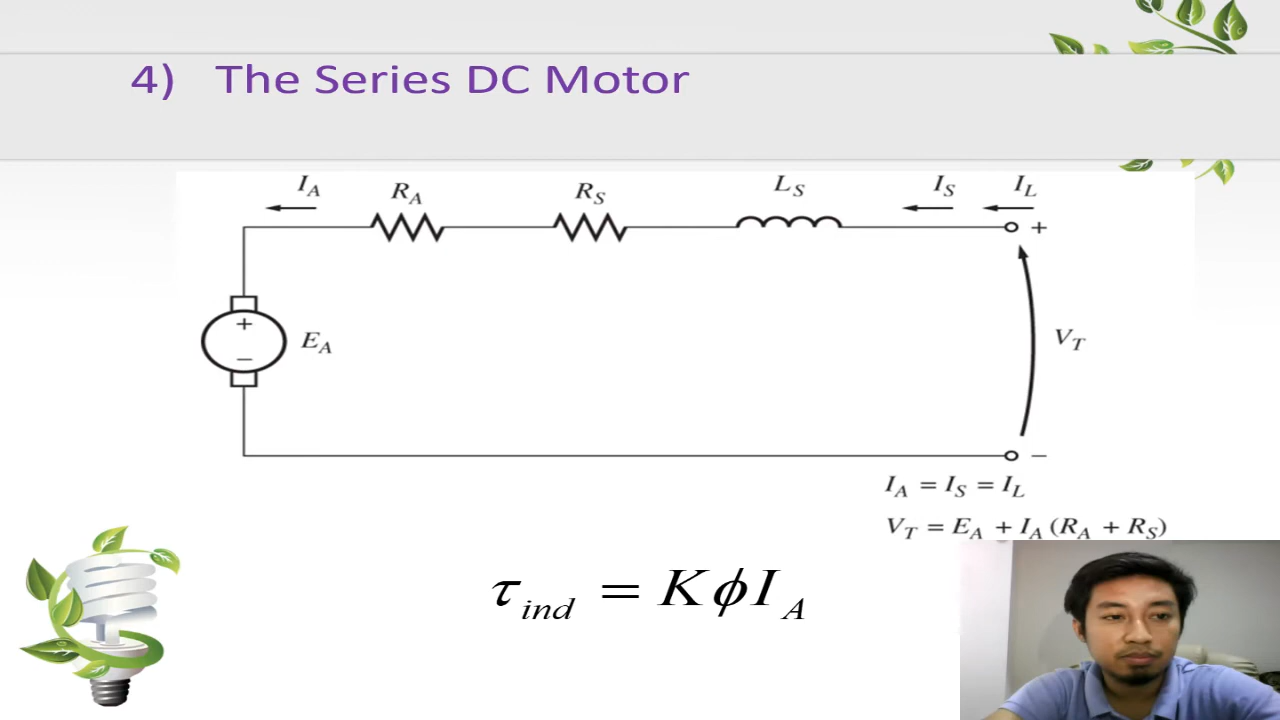 4) The Series DC Motor
I_A R_A R_S L_S I_S I_L
+
+
E_A
−
V_T
−
I_A = I_S = I_L
V_T = E_A + I_A (R_A + R_S)
τ_ind = KϕI_A